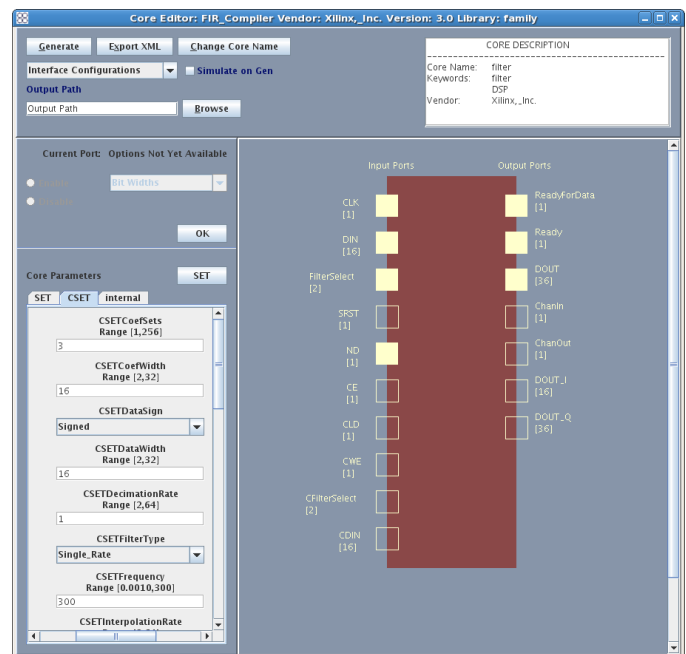 Core Editor: FIR_Compiler Vendor: Xilinx,_Inc. Version: 3.0 Library: family
Generate Export XML Change Core Name
Interface Configurations Simulate on Gen
Output Path
Output Path Browse
CORE DESCRIPTION
Core Name: filter
Keywords: filter
DSP
Vendor: Xilinx,_Inc.
Current Port: Options Not Yet Available
Bit Widths
OK
Core Parameters SET
SET CSET internal
CSETCoefSets
Range [1,256]
3
CSETCoefWidth
Range [2,32]
16
CSETDataSign
Signed
CSETDataWidth
Range [2,32]
16
CSETDecimationRate
Range [2,64]
1
CSETFilterType
Single_Rate
CSETFrequency
Range [0.0010,300]
300
CSETInterpolationRate
Input Ports
CLK
[1]
DIN
[16]
FilterSelect
[2]
SRST
[1]
ND
[1]
CE
[1]
CLD
[1]
CWE
[1]
CFilterSelect
[2]
CDIN
[16]
Output Ports
ReadyForData
[1]
Ready
[1]
DOUT
[36]
ChanIn
[1]
ChanOut
[1]
DOUT_I
[16]
DOUT_Q
[36]